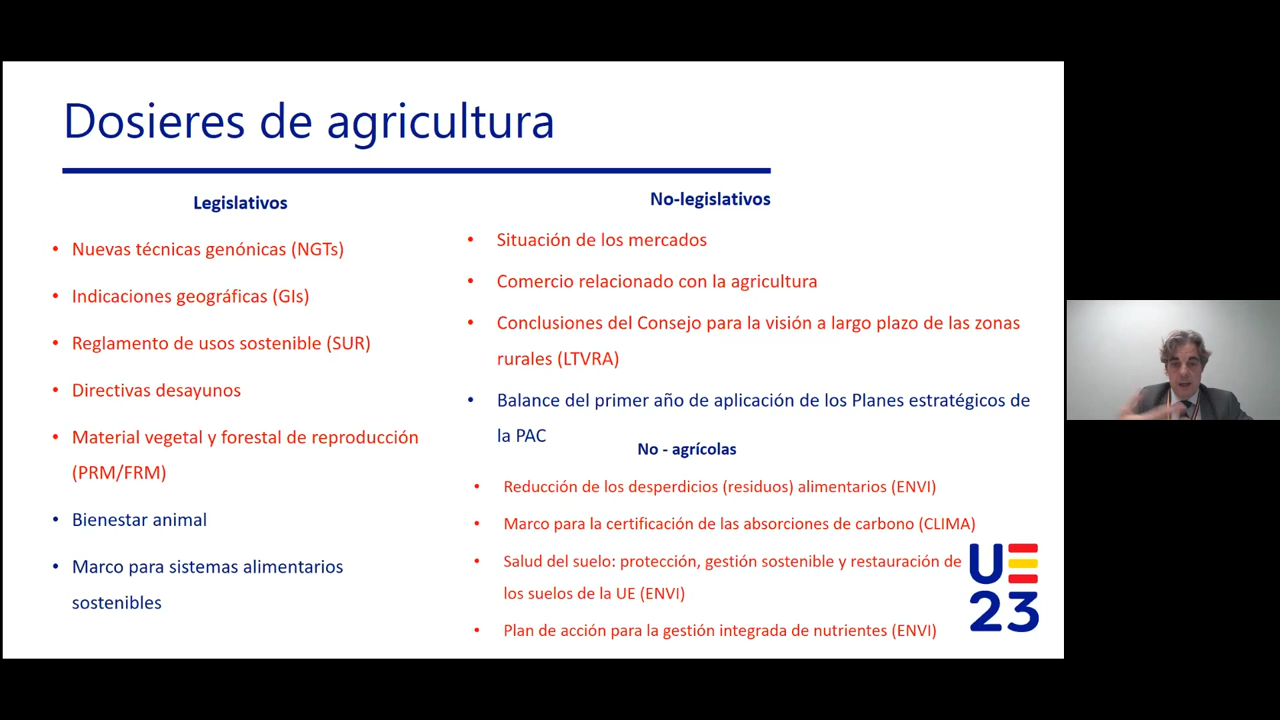 Dosieres de agricultura
Legislativos
• Nuevas técnicas genónicas (NGTs)
• Indicaciones geográficas (GIs)
• Reglamento de usos sostenible (SUR)
• Directivas desayunos
• Material vegetal y forestal de reproducción
(PRM/FRM)
• Bienestar animal
• Marco para sistemas alimentarios
sostenibles
No-legislativos
• Situación de los mercados
• Comercio relacionado con la agricultura
• Conclusiones del Consejo para la visión a largo plazo de las zonas
rurales (LTVRA)
• Balance del primer año de aplicación de los Planes estratégicos de
la PAC
No - agrícolas
• Reducción de los desperdicios (residuos) alimentarios (ENVI)
• Marco para la certificación de las absorciones de carbono (CLIMA)
• Salud del suelo: protección, gestión sostenible y restauración de
los suelos de la UE (ENVI)
• Plan de acción para la gestión integrada de nutrientes (ENVI)
UE
23